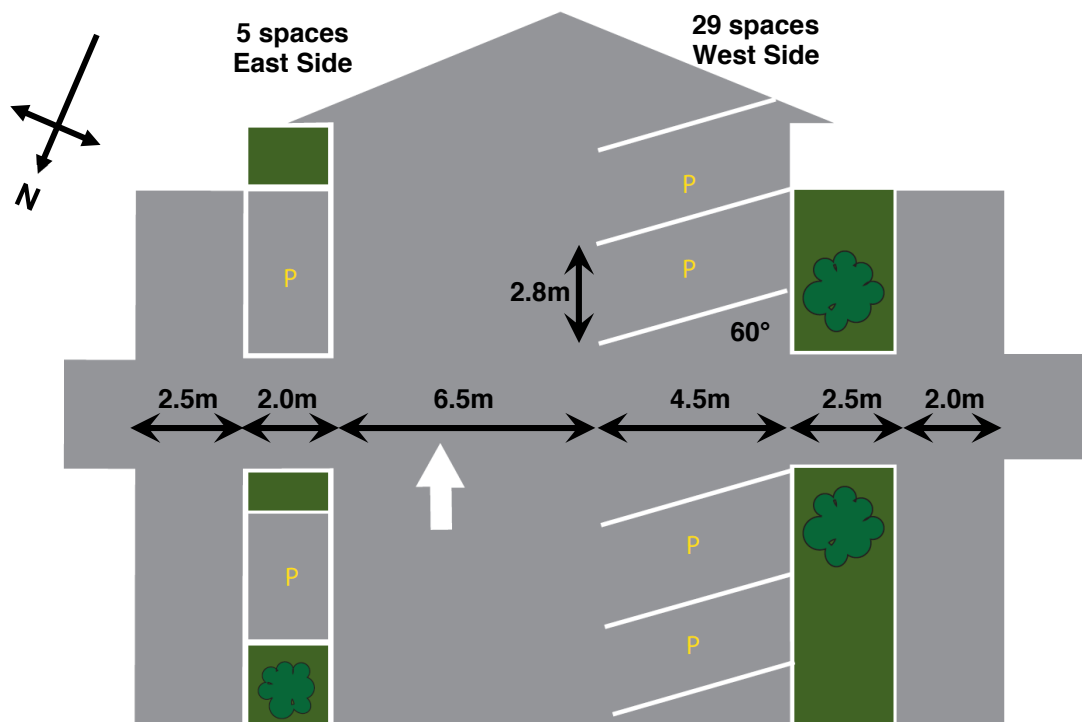 5 spaces
East Side
29 spaces
West Side
N
P
P
P
2.8m
60°
2.5m
2.0m
6.5m
4.5m
2.5m
2.0m
P
P
P